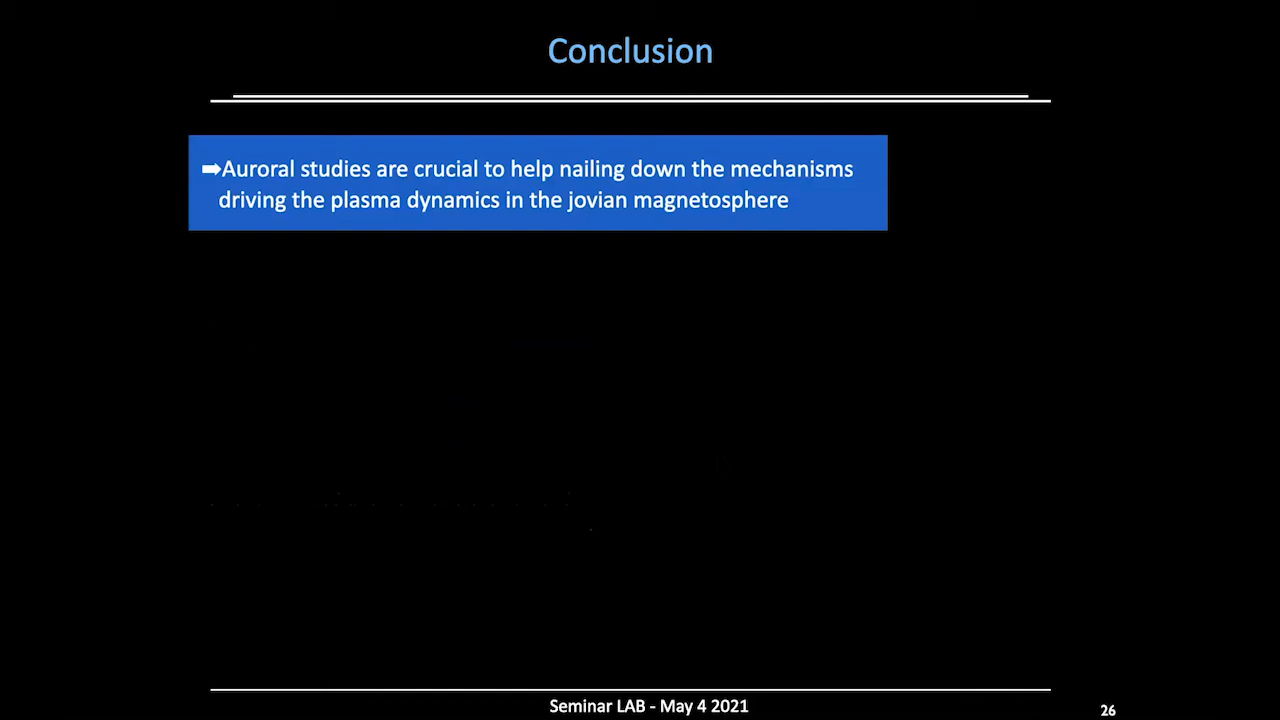 Conclusion
➡Auroral studies are crucial to help nailing down the mechanisms
driving the plasma dynamics in the jovian magnetosphere
Seminar LAB - May 4 2021
26